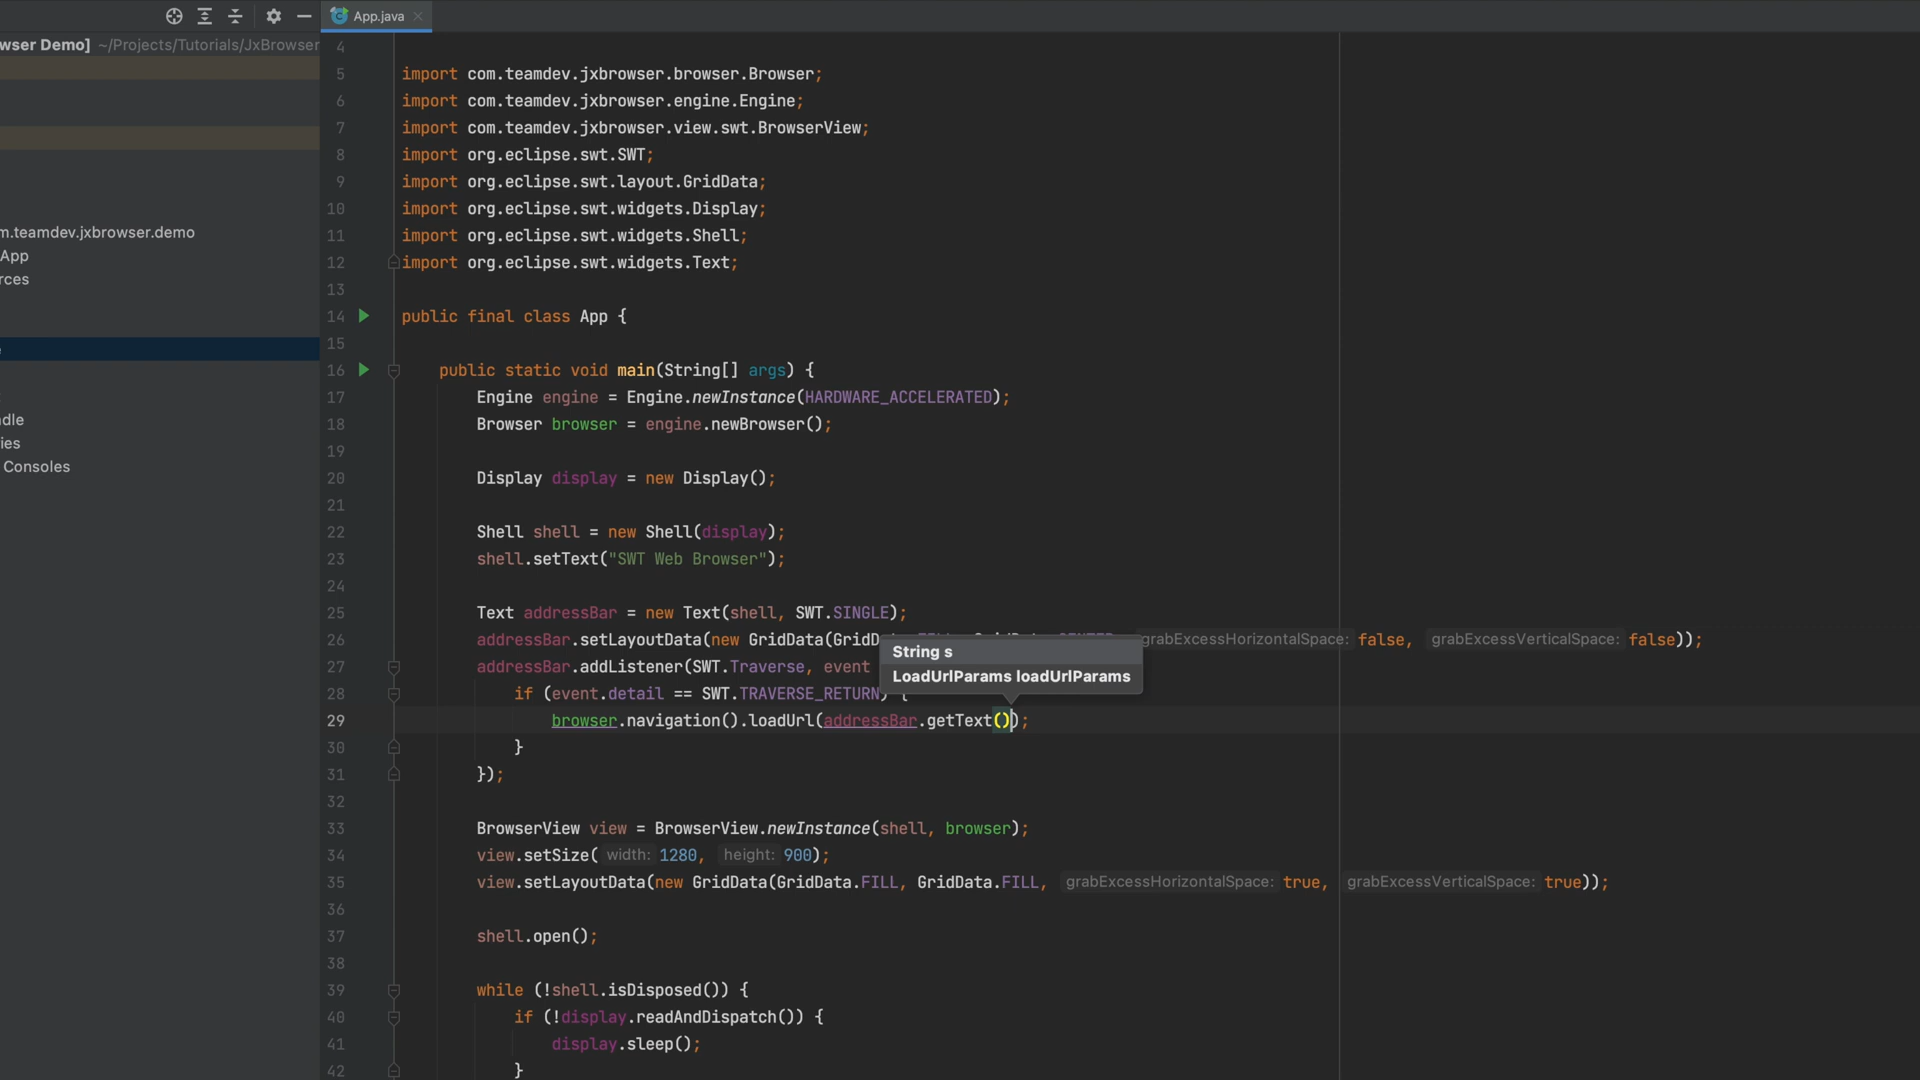 App.java
wser Demo] ~/Projects/Tutorials/JxBrowser
m.teamdev.jxbrowser.demo
App
rces
dle
ies
Consoles
4
5 import com.teamdev.jxbrowser.browser.Browser;
6 import com.teamdev.jxbrowser.engine.Engine;
7 import com.teamdev.jxbrowser.view.swt.BrowserView;
8 import org.eclipse.swt.SWT;
9 import org.eclipse.swt.layout.GridData;
10 import org.eclipse.swt.widgets.Display;
11 import org.eclipse.swt.widgets.Shell;
12 import org.eclipse.swt.widgets.Text;
13
14 public final class App {
15
16 public static void main(String[] args) {
17 Engine engine = Engine.newInstance(HARDWARE_ACCELERATED);
18 Browser browser = engine.newBrowser();
19
20 Display display = new Display();
21
22 Shell shell = new Shell(display);
23 shell.setText("SWT Web Browser");
24
25 Text addressBar = new Text(shell, SWT.SINGLE);
26 addressBar.setLayoutData(new GridData(GridD grabExcessHorizontalSpace: false, grabExcessVerticalSpace: false));
String s
27 addressBar.addListener(SWT.Traverse, event
LoadUrlParams loadUrlParams
28 if (event.detail == SWT.TRAVERSE_RETURN) {
29 browser.navigation().loadUrl(addressBar.getText());
30 }
31 });
32
33 BrowserView view = BrowserView.newInstance(shell, browser);
34 view.setSize( width: 1280, height: 900);
35 view.setLayoutData(new GridData(GridData.FILL, GridData.FILL, grabExcessHorizontalSpace: true, grabExcessVerticalSpace: true));
36
37 shell.open();
38
39 while (!shell.isDisposed()) {
40 if (!display.readAndDispatch()) {
41 display.sleep();
42 }